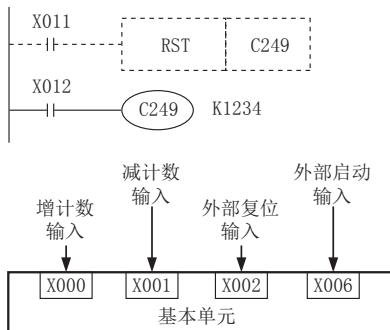 X011
RST C249
X012
C249 K1234
减计数 外部启动
输入 输入
增计数 外部复位
输入 输入
X000 X001 X002 X006
基本单元